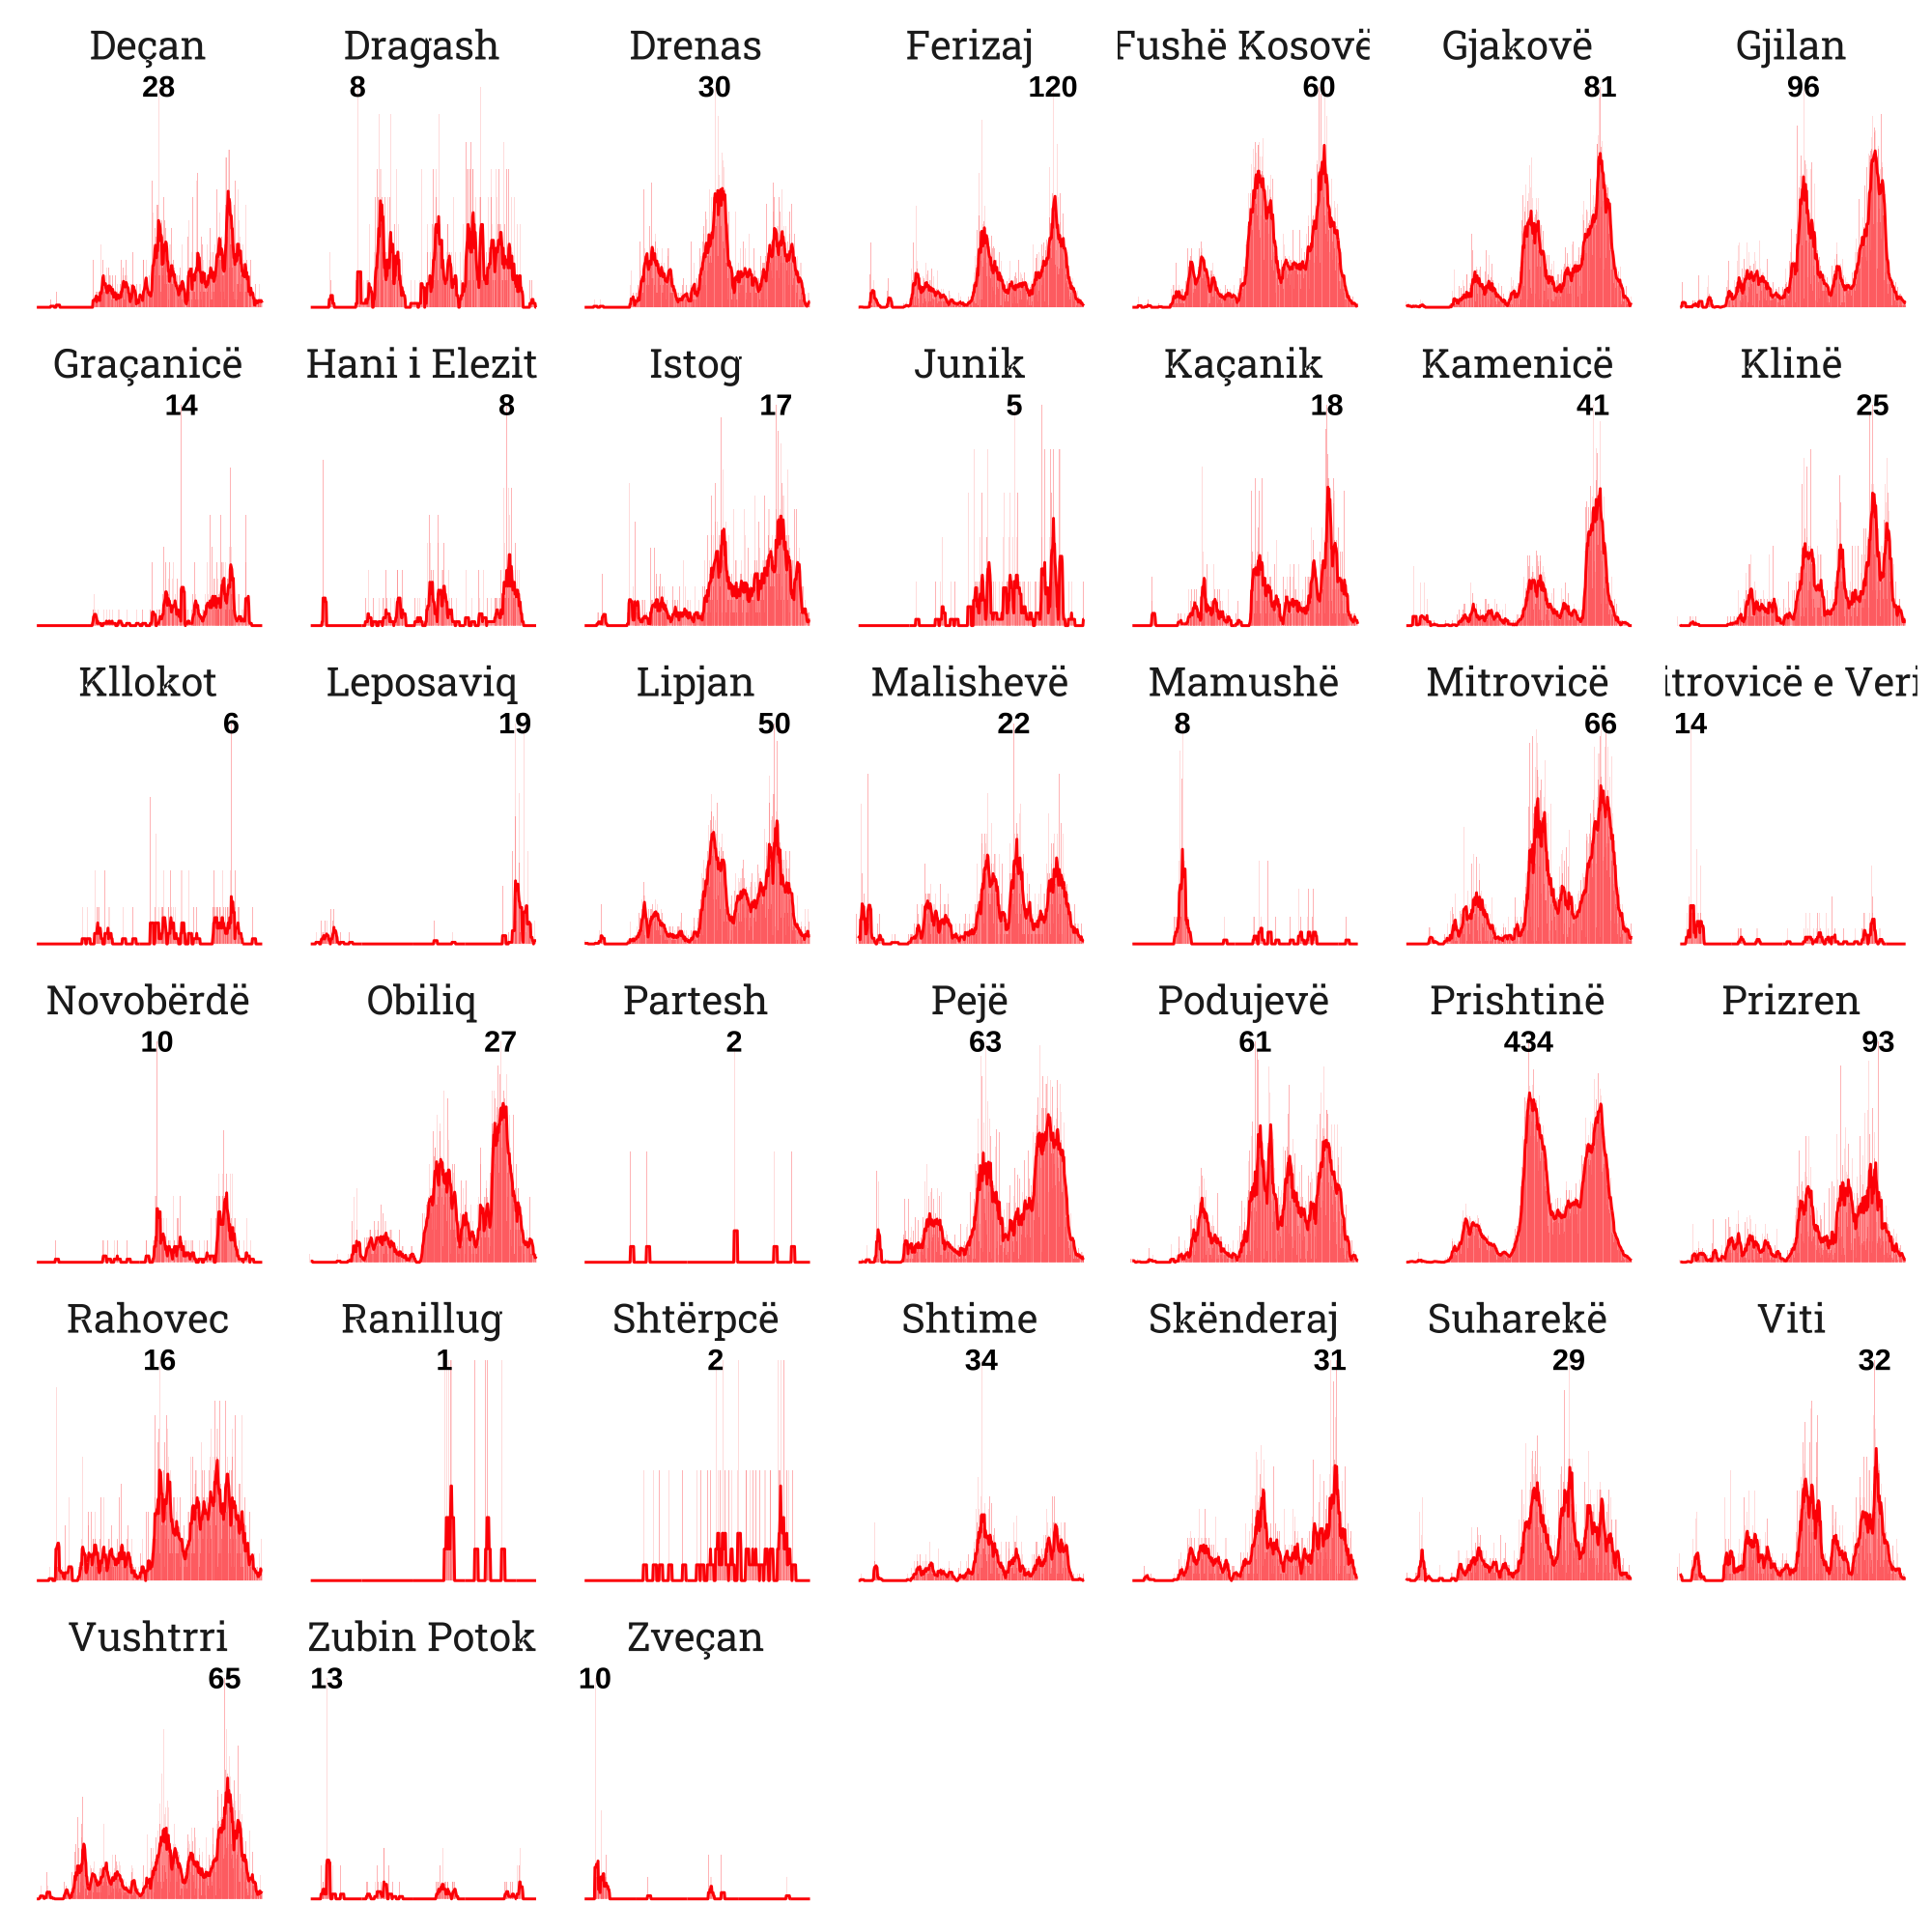 Deçan
28
Dragash
8
Drenas
30
Ferizaj
120
Fushë Kosovë
60
Gjakovë
81
Gjilan
96
Graçanicë
14
Hani i Elezit
8
Istog
17
Junik
5
Kaçanik
18
Kamenicë
41
Klinë
25
Kllokot
6
Leposaviq
19
Lipjan
50
Malishevë
22
Mamushë
8
Mitrovicë
66
itrovicë e Veri
14
Novobërdë
10
Obiliq
27
Partesh
2
Pejë
63
Podujevë
61
Prishtinë
434
Prizren
93
Rahovec
16
Ranillug
1
Shtërpcë
2
Shtime
34
Skënderaj
31
Suharekë
29
Viti
32
Vushtrri
65
Zubin Potok
13
Zveçan
10